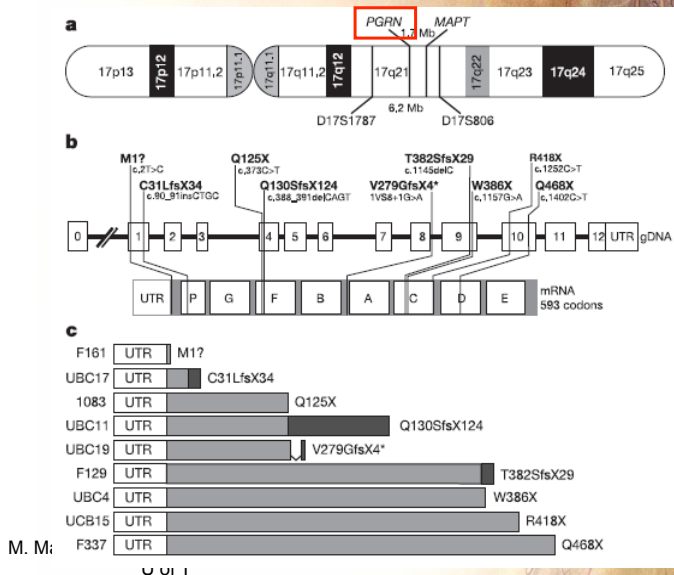 a
PGRN MAPT
1,7 Mb
17p13 17p12 17p11,2 17p11.1 17q11.1 17q11,2 17q12 17q21 17q22 17q23 17q24 17q25
6,2 Mb
D17S1787 D17S806
b
M1? Q125X T382SfsX29 R418X
c,2T>C c,373C>T c.1145delC c.1252C>T
C31LfsX34 Q130SfsX124 V279GfsX4* W386X Q468X
c.90_91insCTGC c,388_391delCAGT 1VS8+1G>A c,1157G>A c,1402C>T
0 1 2 3 4 5 6 7 8 9 10 11 12 UTR gDNA
UTR P G F B A C D E mRNA
593 codons
c
F161 UTR M1?
UBC17 UTR C31LfsX34
1083 UTR Q125X
UBC11 UTR Q130SfsX124
UBC19 UTR V279GfsX4*
F129 UTR T382SfsX29
UBC4 UTR W386X
UCB15 UTR R418X
F337 UTR Q468X
M.